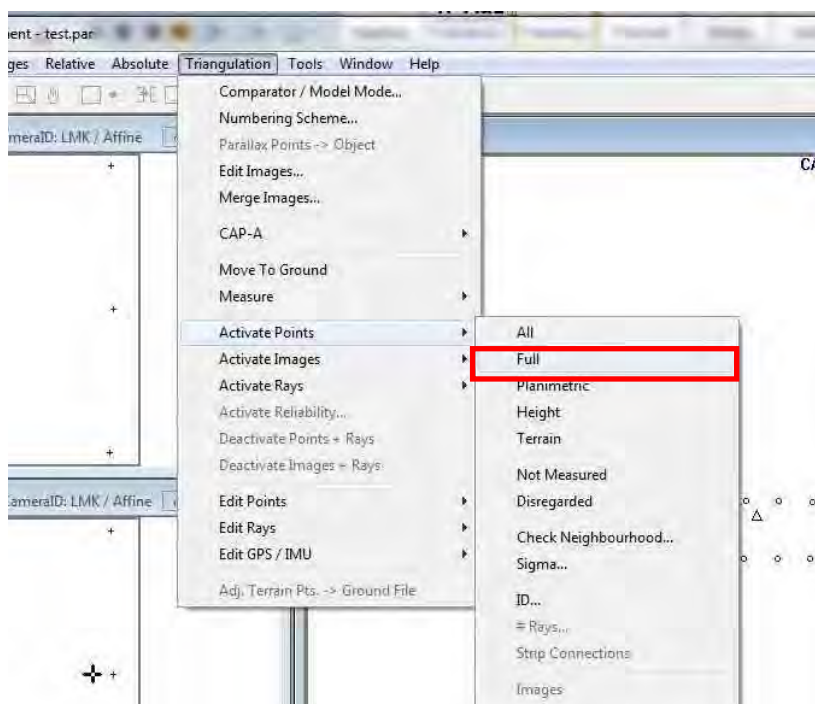 ent - test.par
ges Relative Absolute Triangulation Tools Window Help
ameraID: LMK / Affine
CA
Comparator / Model Mode...
Numbering Scheme...
Parallax Points -> Object
Edit Images...
Merge Images...
CAP-A
Move To Ground
Measure
Activate Points
Activate Images
Activate Rays
Activate Reliability...
Deactivate Points + Rays
Deactivate Images + Rays
Edit Points
Edit Rays
Edit GPS / IMU
Adj. Terrain Pts. -> Ground File
All
Full
Planimetric
Height
Terrain
Not Measured
Disregarded
Check Neighbourhood...
Sigma...
ID...
# Rays...
Strip Connections
Images
ameraID: LMK / Affine